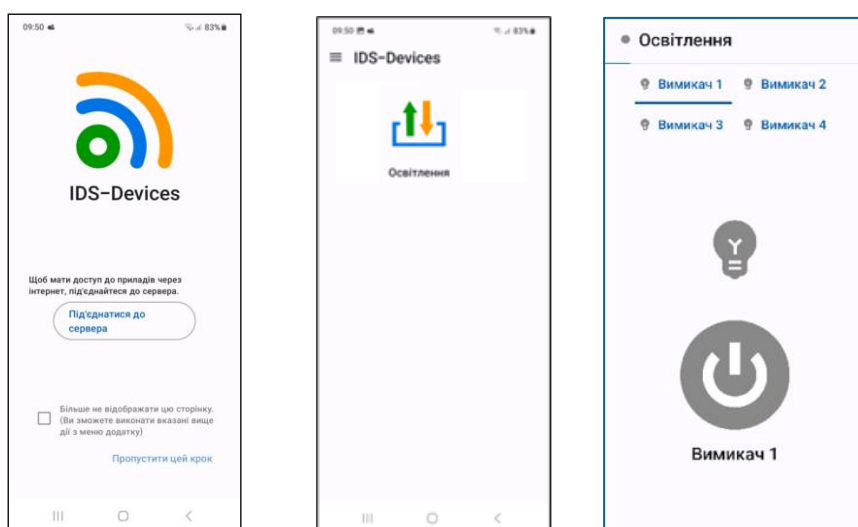 09:50
83%
IDS-Devices
Щоб мати доступ до приладів через
інтернет, під'єднайтеся до сервера.
Під'єднатися до
сервера
Більше не відображати цю сторінку.
(Ви зможете виконати вказані вище
дії з меню додатку)
Пропустити цей крок
09:50
83%
IDS-Devices
Освітлення
Освітлення
Вимикач 1 Вимикач 2
Вимикач 3 Вимикач 4
Вимикач 1